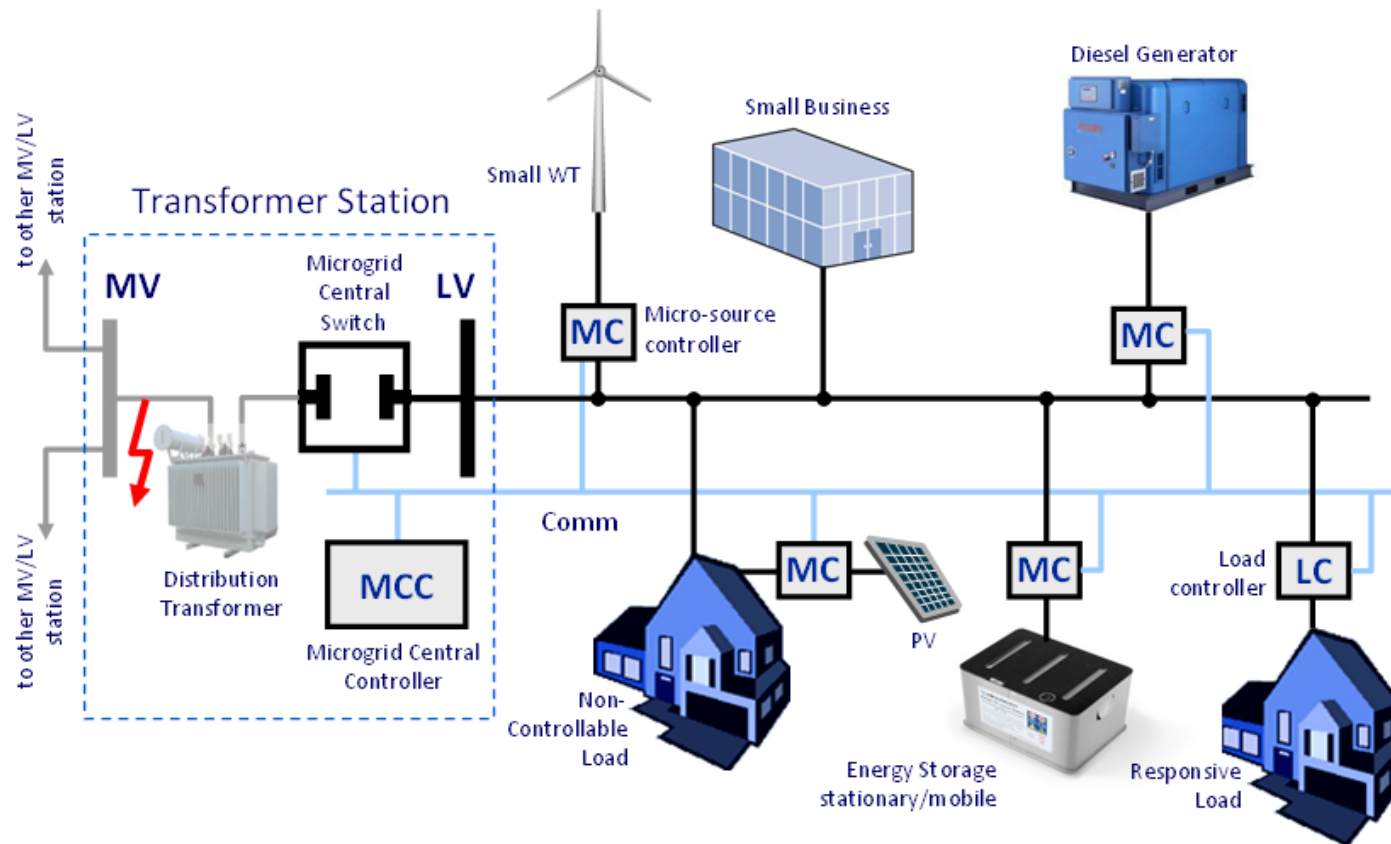 Diesel Generator
Small Business
Small WT
to other MV/LV
station
Transformer Station
MV
Microgrid
Central
Switch
LV
MC
Micro-source
controller
MC
Comm
MCC
Distribution
Transformer
Microgrid Central
Controller
to other MV/LV
station
MC
PV
MC
Load
controller
LC
Non-
Controllable
Load
Energy Storage
stationary/mobile
Responsive
Load